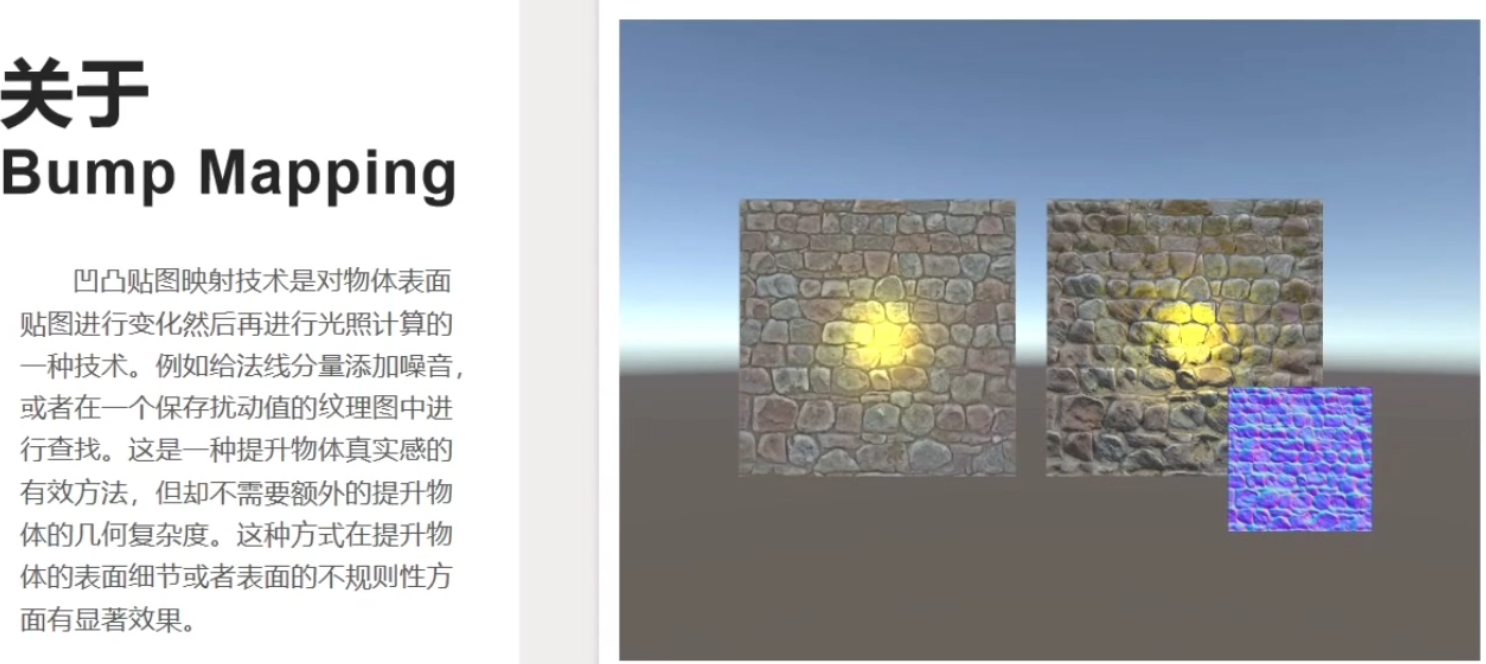 关于
Bump Mapping
凹凸贴图映射技术是对物体表面
贴图进行变化然后再进行光照计算的
一种技术。例如给法线分量添加噪音，
或者在一个保存扰动值的纹理图中进
行查找。这是一种提升物体真实感的
有效方法，但却不需要额外的提升物
体的几何复杂度。这种方式在提升物
体的表面细节或者表面的不规则性方
面有显著效果。